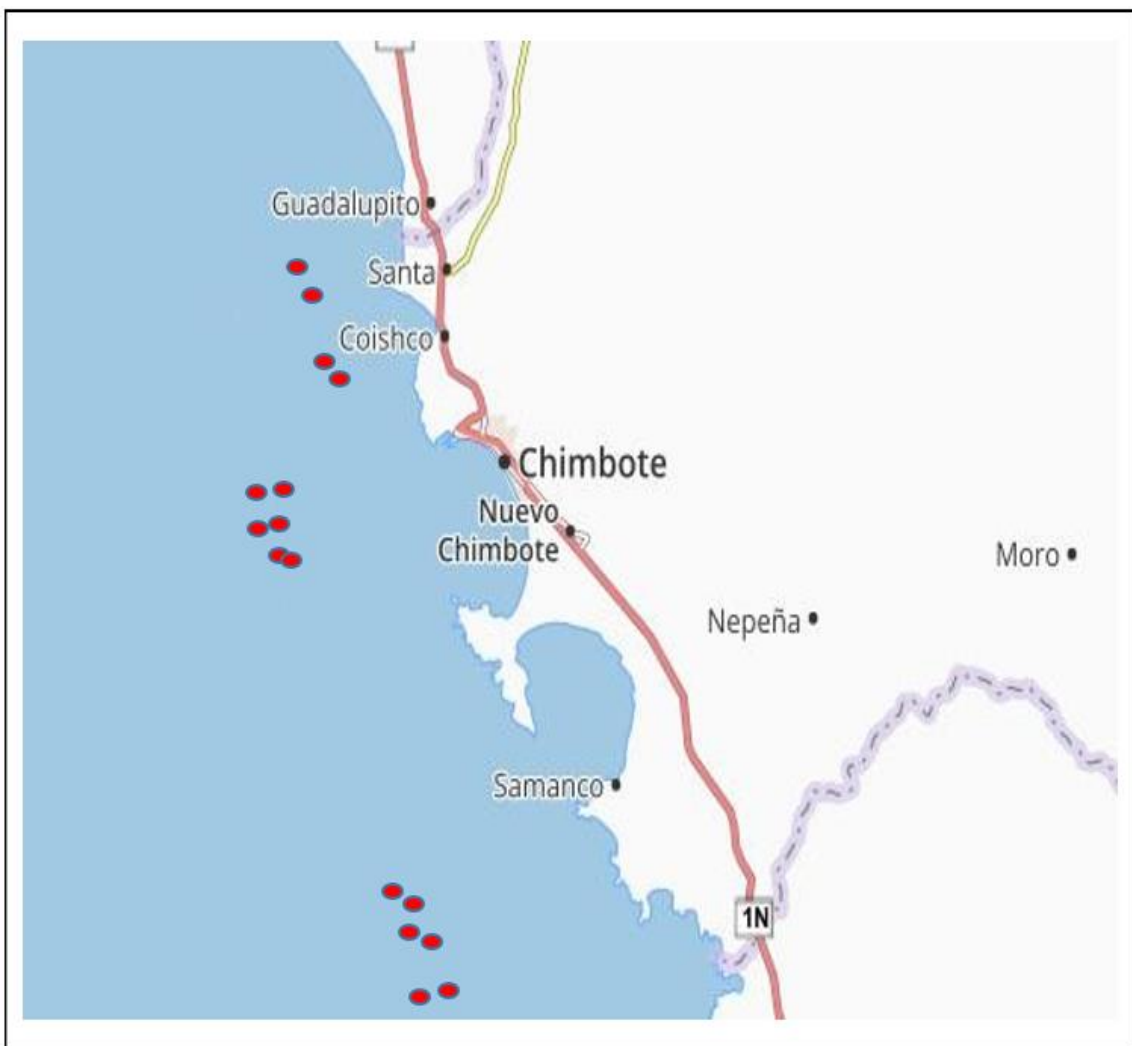 Guadalupito
Santa
Coishco
Chimbote
Nuevo
Chimbote
Moro
Nepeña
Samanco
1N